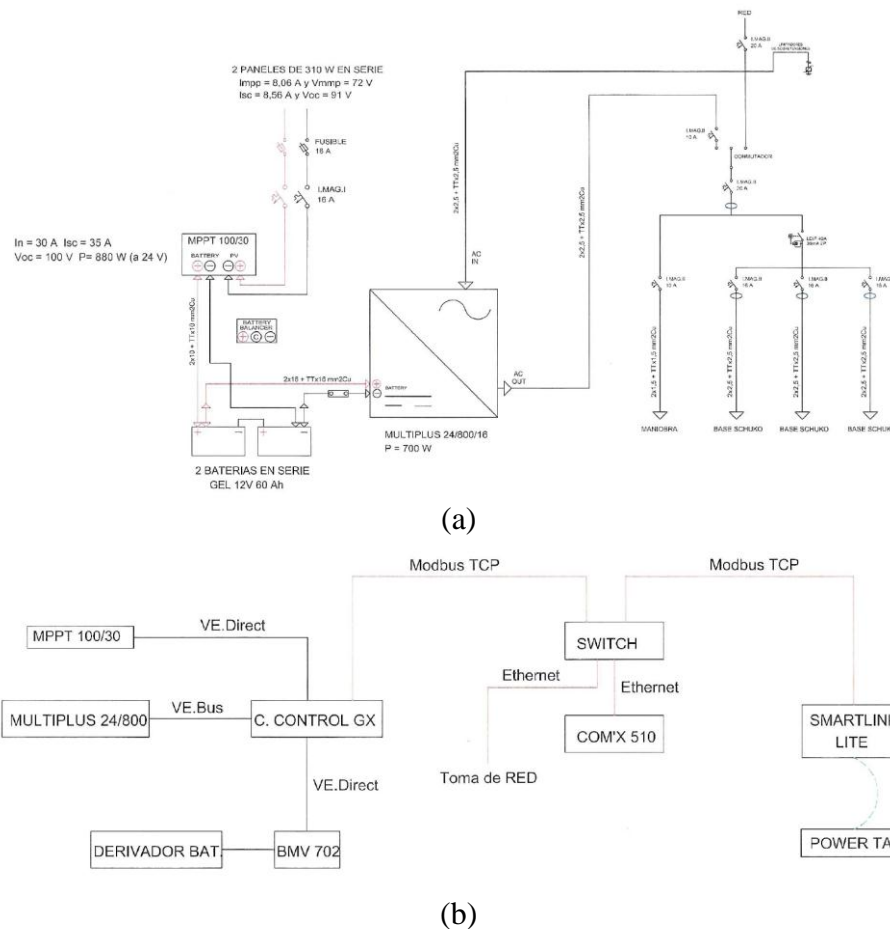 RED
I.MAG.II
20 A
LIMITADORES
DE SOBRETENSIONES
2 PANELES DE 310 W EN SERIE
Impp = 8,06 A y Vmmp = 72 V
Isc = 8,56 A y Voc = 91 V
FUSIBLE
16 A
I.MAG.I
16 A
In = 30 A Isc = 35 A
Voc = 100 V P= 880 W (a 24 V)
MPPT 100/30
BATTERY PV
BATTERY
BALANCER
+ C −
2x10 + TTx10 mm2Cu
2x16 + TTx16 mm2Cu
2 BATERIAS EN SERIE
GEL 12V 60 Ah
AC
IN
BATTERY
AC
OUT
MULTIPLUS 24/800/16
P = 700 W
2x2,5 + TTx2,5 mm2Cu
2x2,5 + TTx2,5 mm2Cu
I.MAG.II
10 A
CONMUTADOR
I.MAG.II
20 A
I.MAG.II
10 A
I.MAG.II
16 A
I.MAG.II
16 A
16 A
2x1,5 + TTx1,5 mm2Cu
2x2,5 + TTx2,5 mm2Cu
2x2,5 + TTx2,5 mm2Cu
2x2,5 + TTx2,5 mm2Cu
MANIOBRA
BASE SCHUKO
BASE SCHUKO
BASE SCHUK
(a)
Modbus TCP
Modbus TCP
MPPT 100/30
VE.Direct
SWITCH
MULTIPLUS 24/800
VE.Bus
C. CONTROL GX
Ethernet
Ethernet
COM'X 510
SMARTLIN
LITE
VE.Direct
Toma de RED
DERIVADOR BAT.
BMV 702
POWER TA
(b)